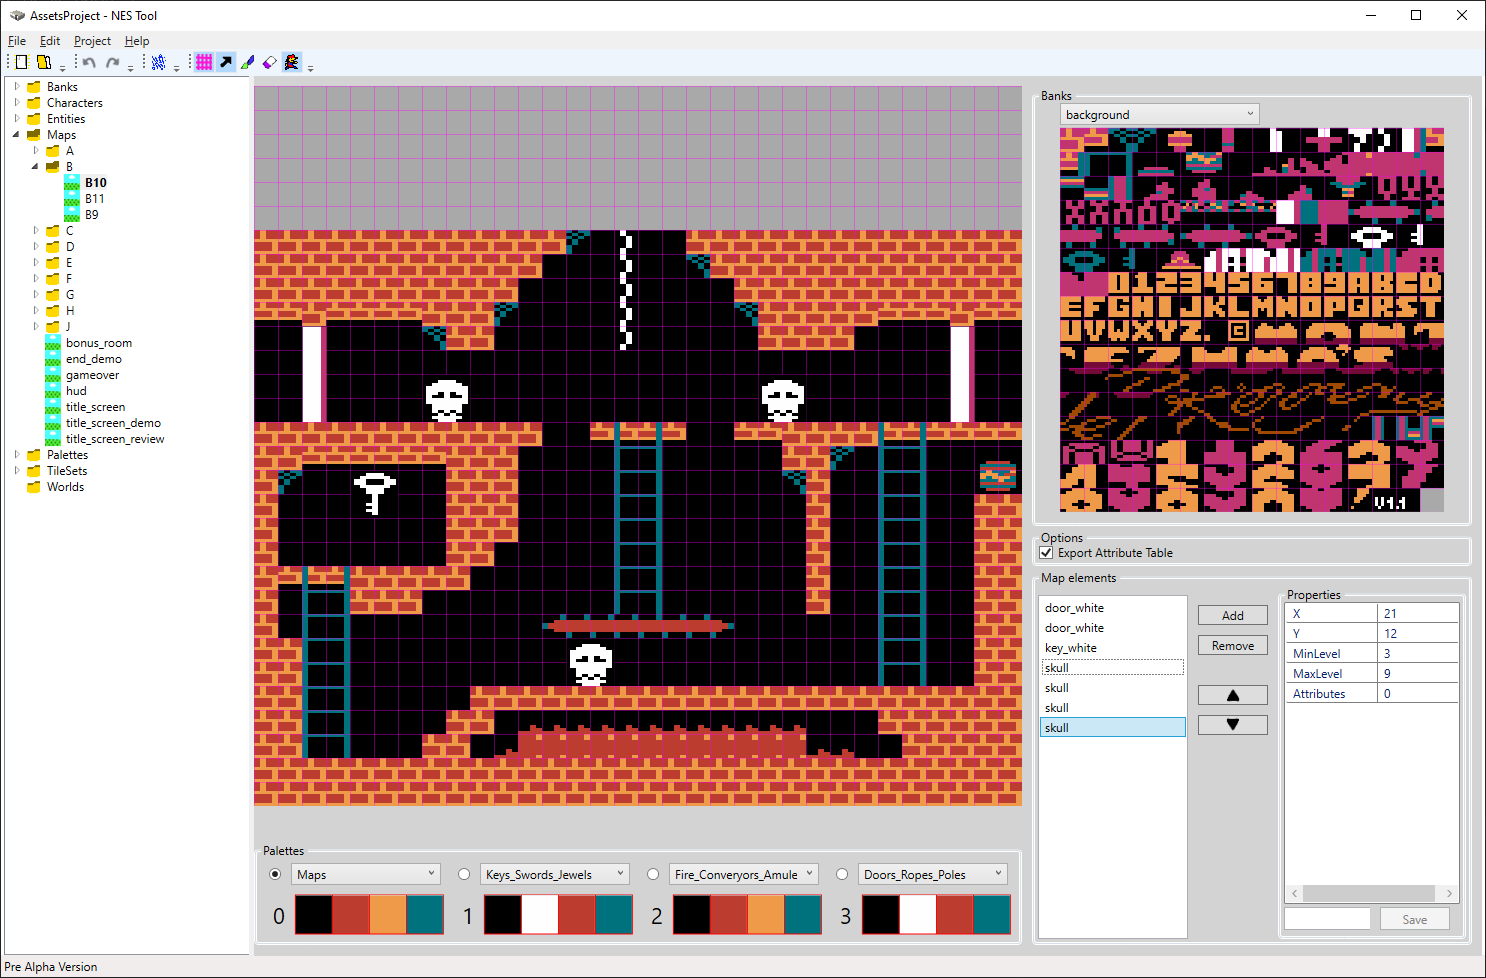 AssetsProject - NES Tool
File Edit Project Help
Banks
Characters
Entities
Maps
A
B
B10
B11
B9
C
D
E
F
G
H
J
bonus_room
end_demo
gameover
hud
title_screen
title_screen_demo
title_screen_review
Palettes
TileSets
Worlds
Banks
background
0123456789ABCD
EFGHIJKLMNOPQRST
UVWXYZ.
V1.1
Options
Export Attribute Table
Map elements
door_white
door_white
key_white
skull
skull
skull
skull
Add
Remove
Properties
X 21
Y 12
MinLevel 3
MaxLevel 9
Attributes 0
Save
Palettes
Maps
Keys_Swords_Jewels
Fire_Converyors_Amule
Doors_Ropes_Poles
0
1
2
3
Pre Alpha Version